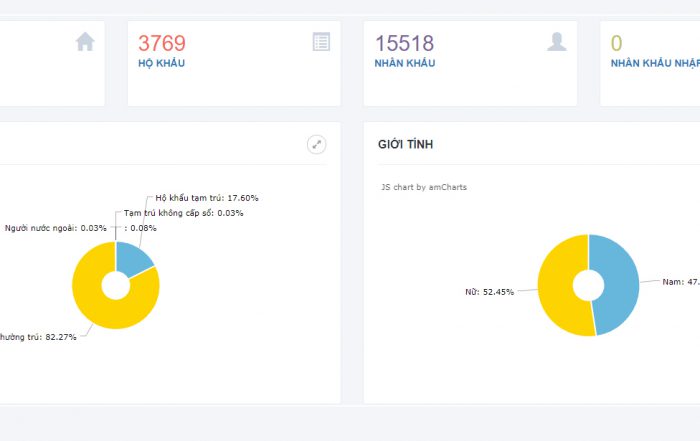 3769
HỘ KHẨU
15518
NHÂN KHẨU
0
NHÂN KHẨU NHẬP
GIỚI TÍNH
JS chart by amCharts
Hộ khẩu tạm trú: 17.60%
Tạm trú không cấp sổ: 0.03%
Người nước ngoài: 0.03%
: 0.08%
hường trú: 82.27%
Nữ: 52.45%
Nam: 47.